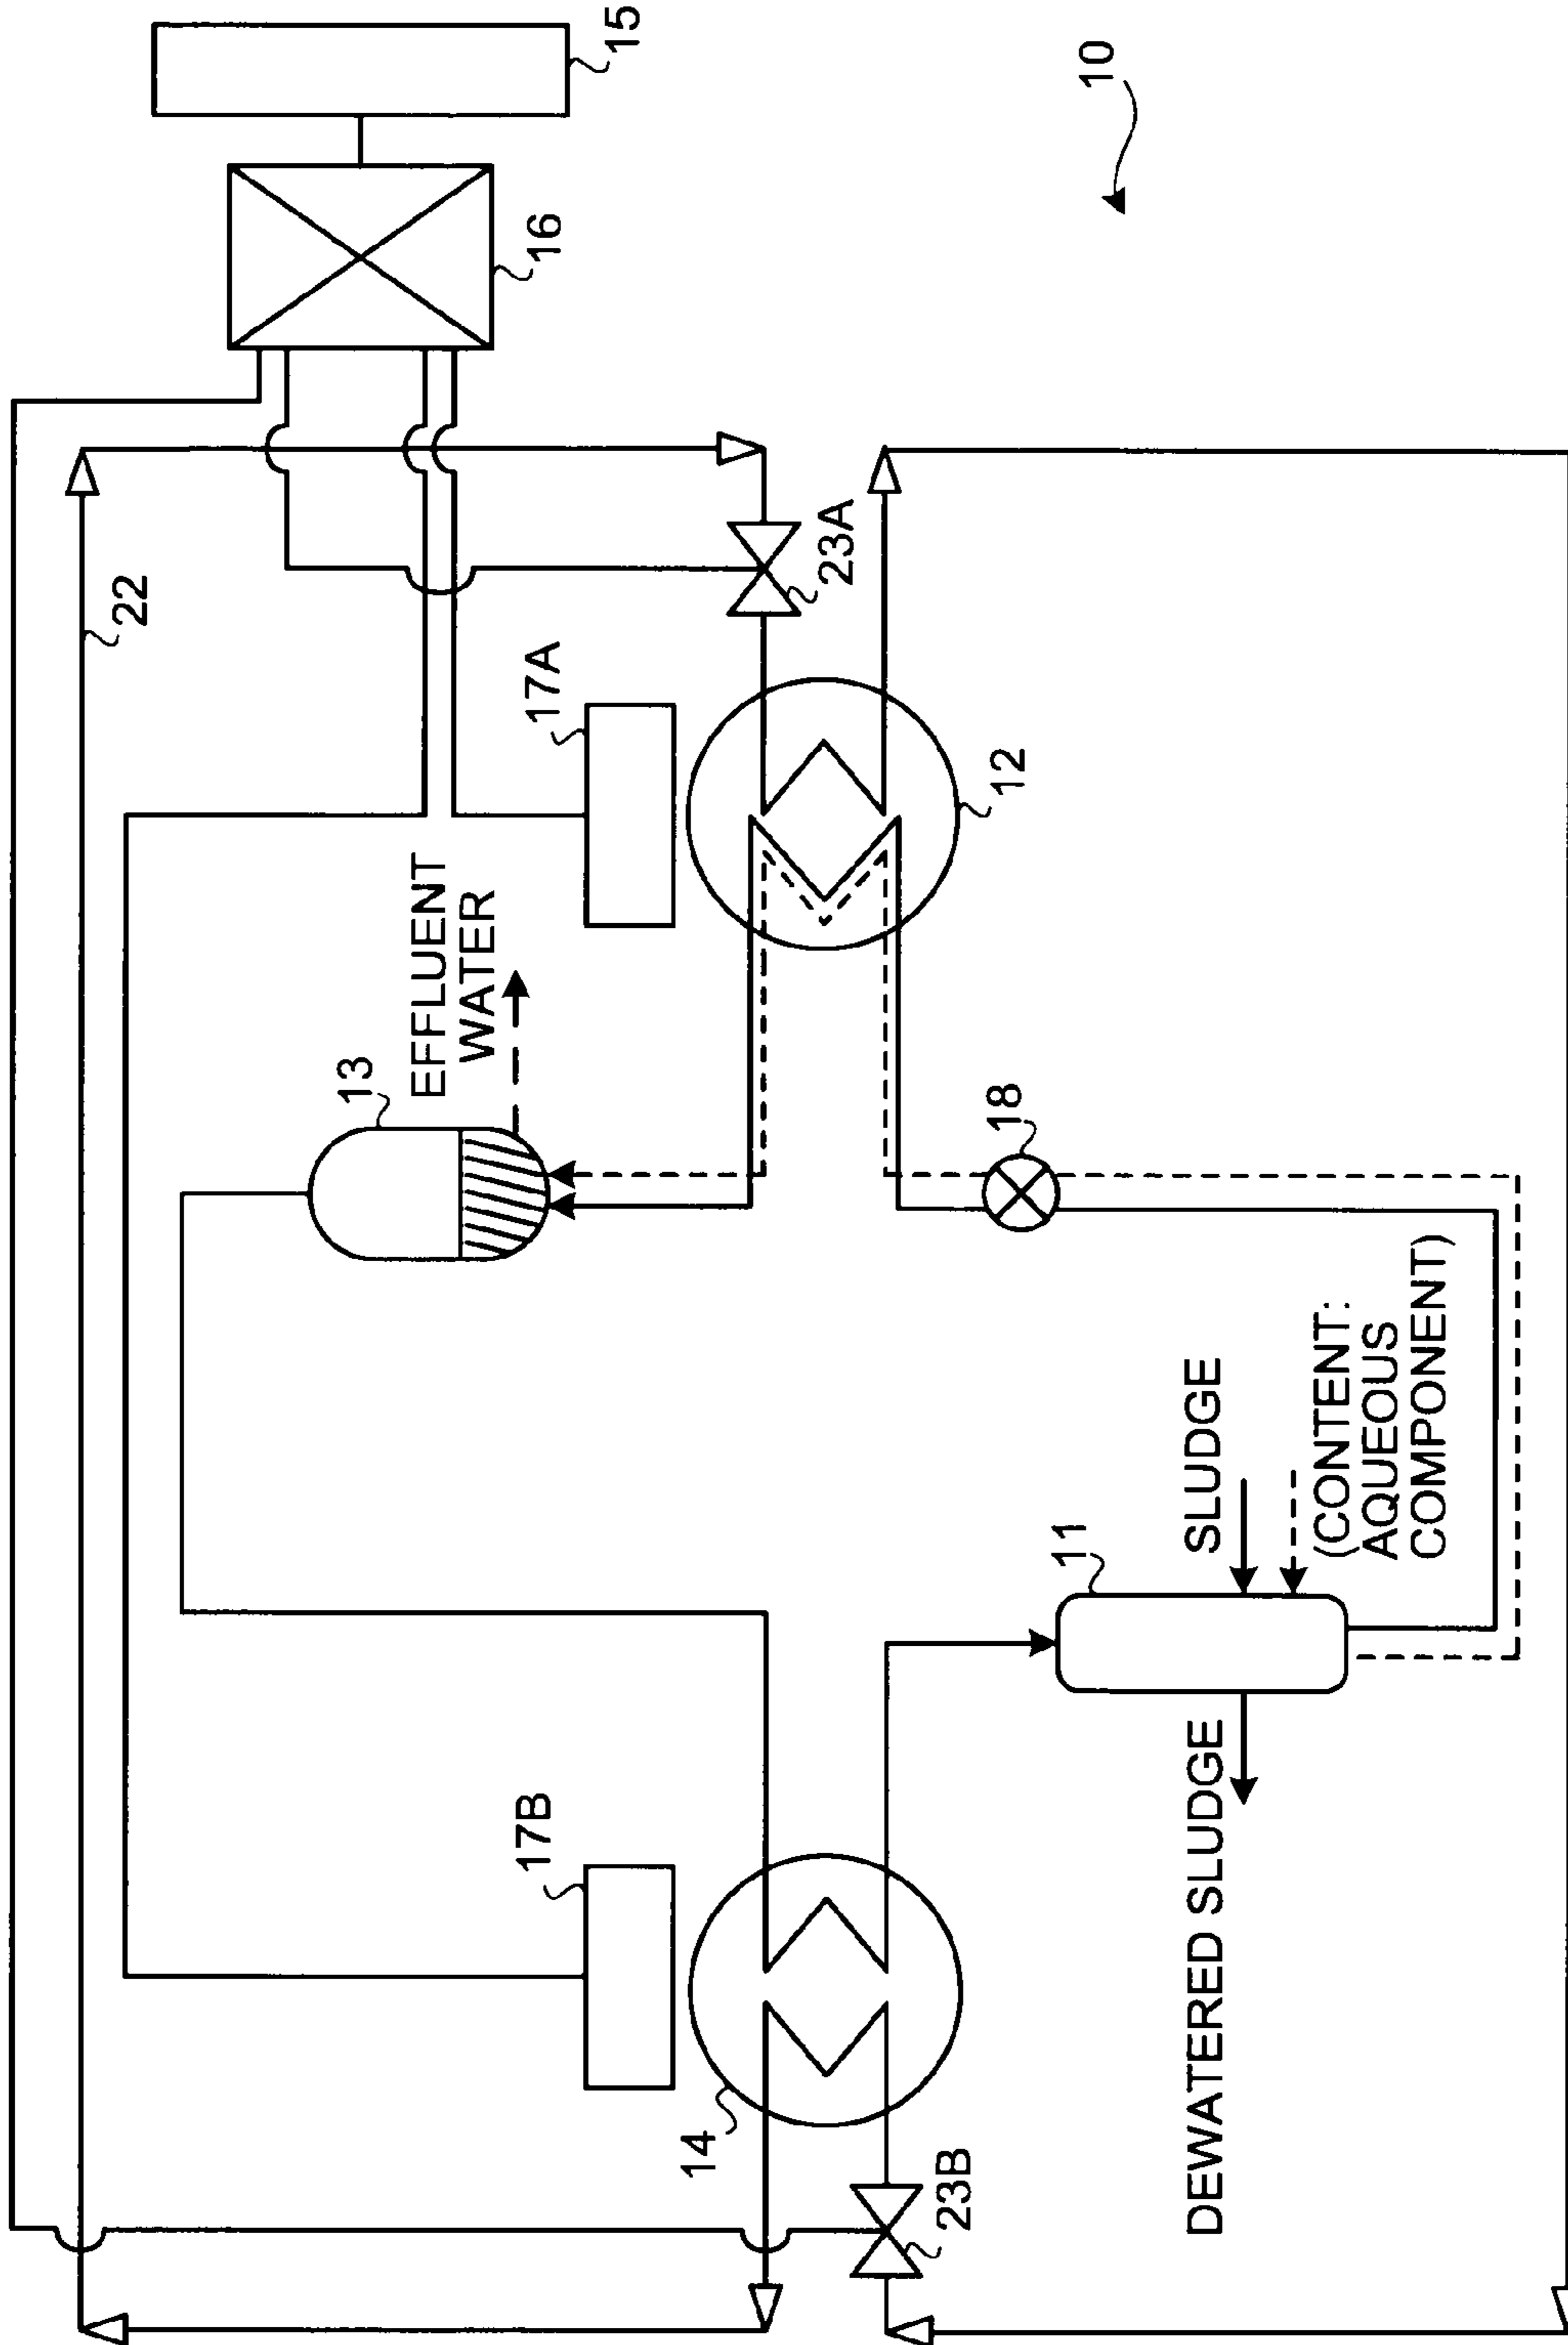 10
15
16
22
23A
17A
12
EFFLUENT
WATER
13
18
SLUDGE
(CONTENT:
AQUEOUS
COMPONENT)
11
17B
14
23B
DEWATERED SLUDGE